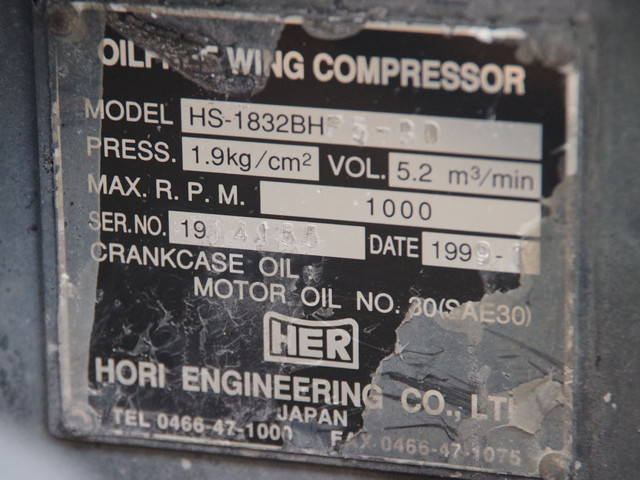 WING COMPRESSOR
MODEL HS-1832BH
PRESS. 1.9kg/cm² VOL. 5.2 m³/min
MAX. R. P. M. 1000
SER.NO. DATE
CRANKCASE OIL
MOTOR OIL NO. 30(SAE30)
HER
HORI ENGINEERING CO., LT
JAPAN
TEL 0466-47-1000 FAX 0466-47-1075